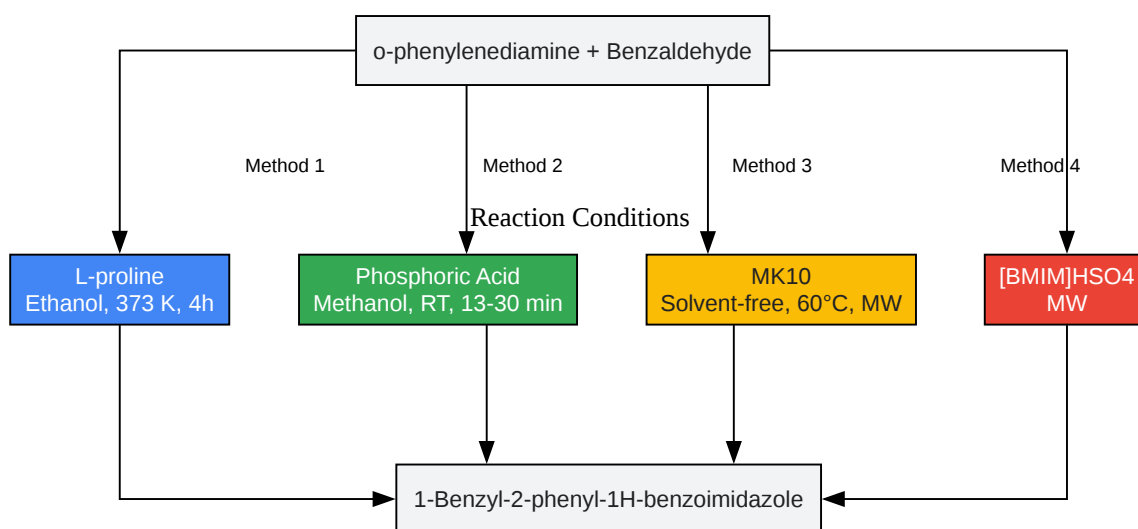 o-phenylenediamine + Benzaldehyde
Method 1
Method 2
Method 3
Method 4
Reaction Conditions
L-proline
Ethanol, 373 K, 4h
Phosphoric Acid
Methanol, RT, 13-30 min
MK10
Solvent-free, 60°C, MW
[BMIM]HSO4
MW
1-Benzyl-2-phenyl-1H-benzoimidazole